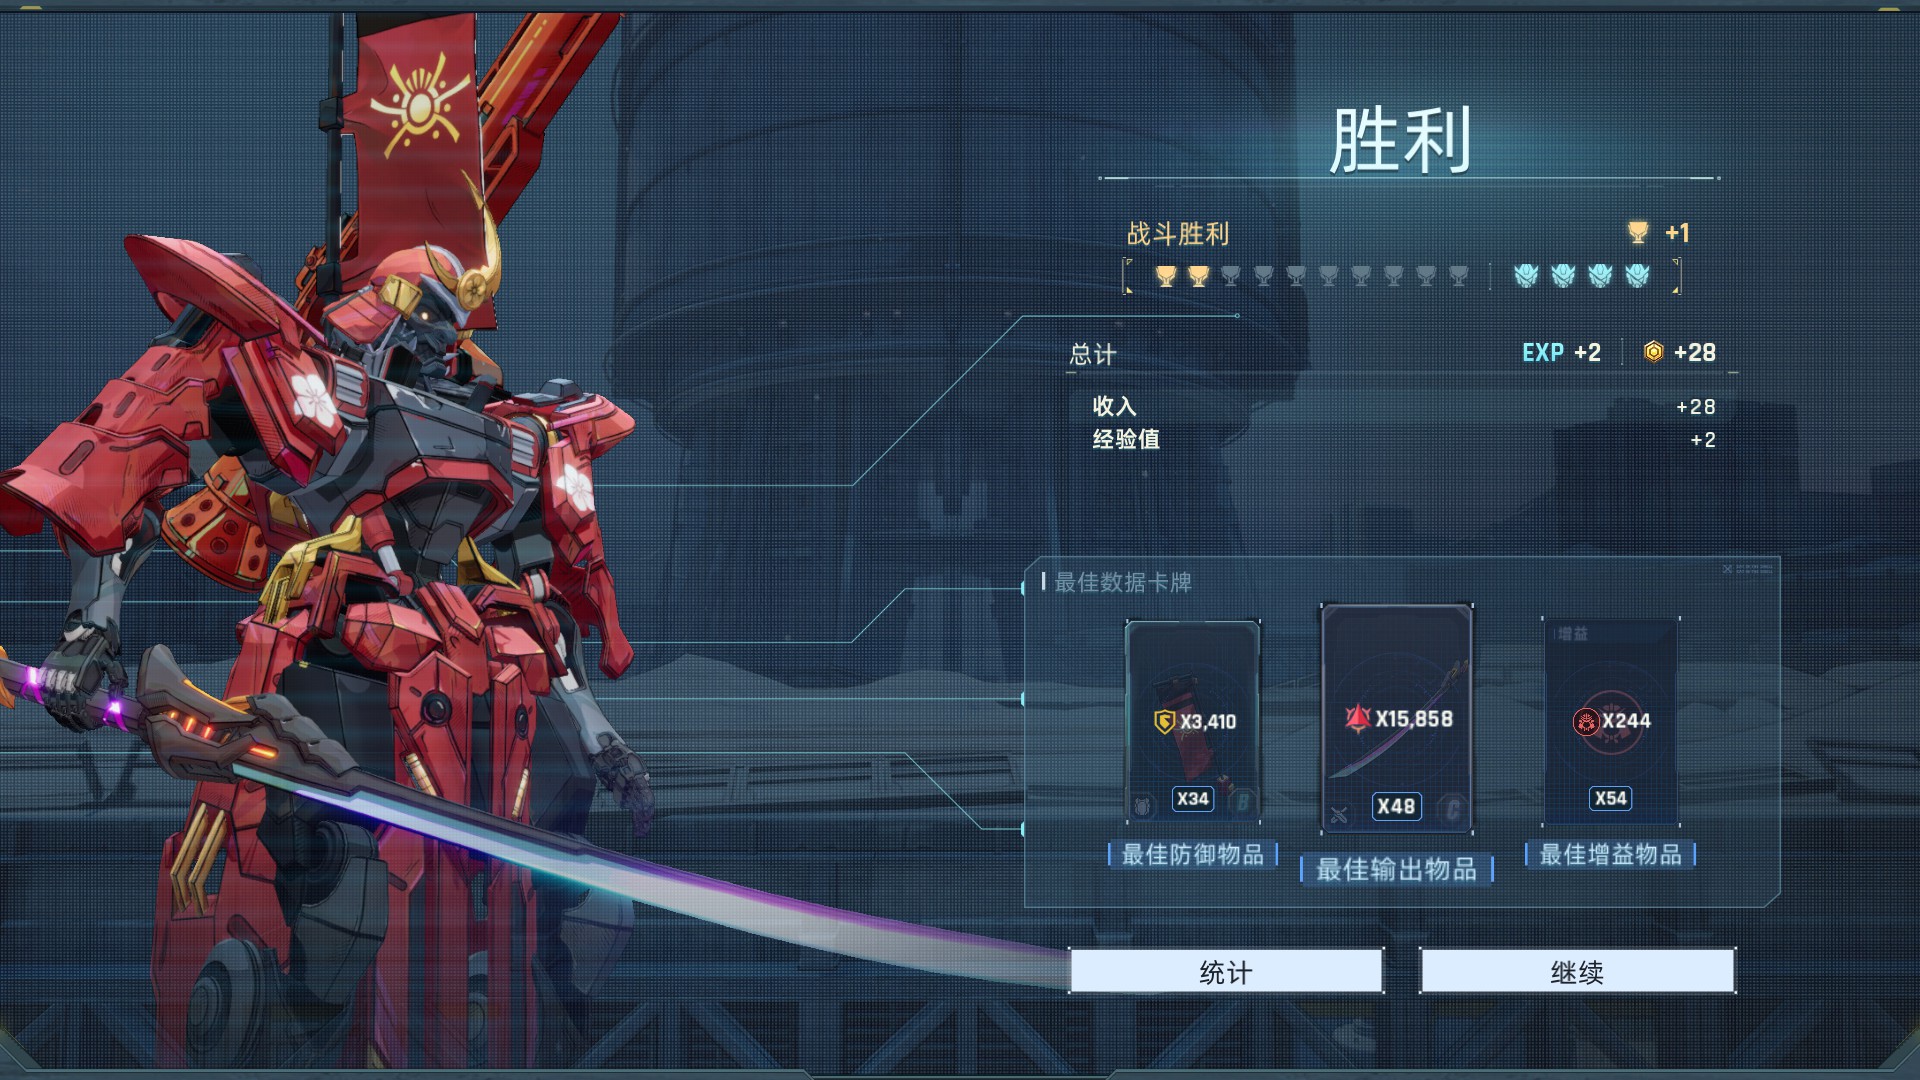 胜利
战斗胜利 +1
总计 EXP +2 +28
收入 +28
经验值 +2
最佳数据卡牌
增益
X3,410 X15,858 X244
X34 B X48 C X54
最佳防御物品 最佳输出物品 最佳增益物品
统计 继续